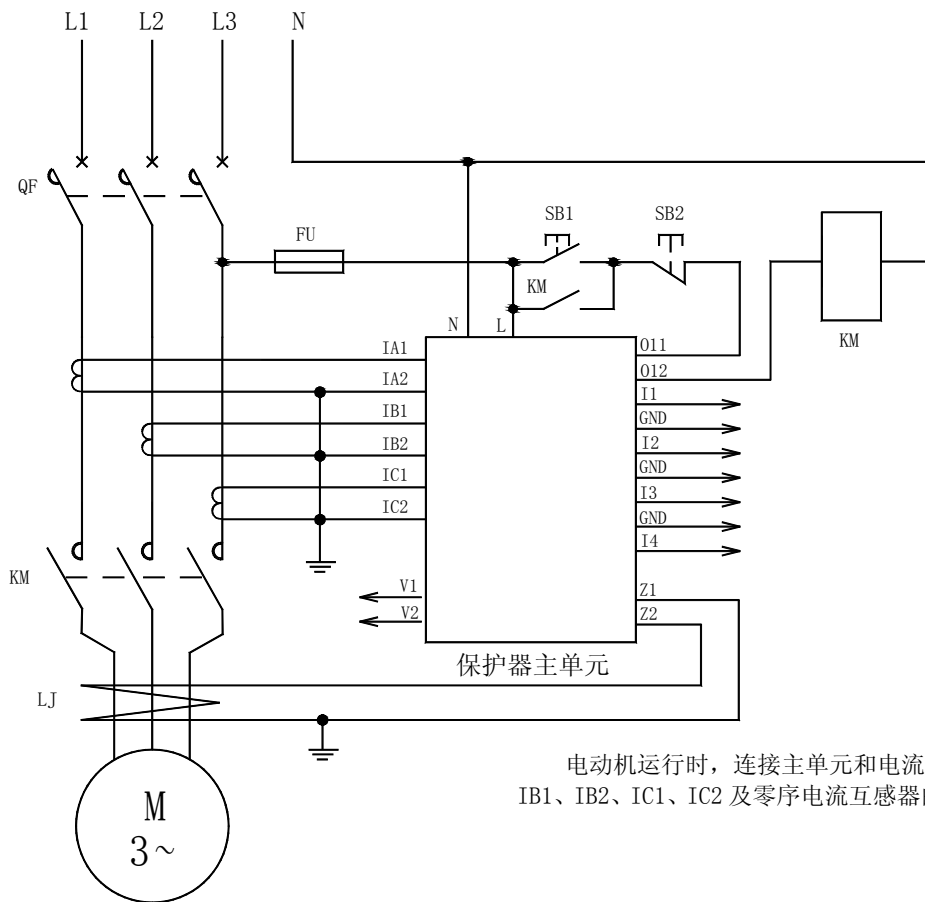 L1 L2 L3 N
QF
SB1 SB2
FU
KM
N L
KM
IA1
O11
IA2
O12
IB1
I1
GND
IB2
I2
IC1
GND
IC2
I3
GND
I4
KM
V1
Z1
V2
Z2
保护器主单元
LJ
电动机运行时，连接主单元和电流
IB1、IB2、IC1、IC2 及零序电流互感器
M
3~